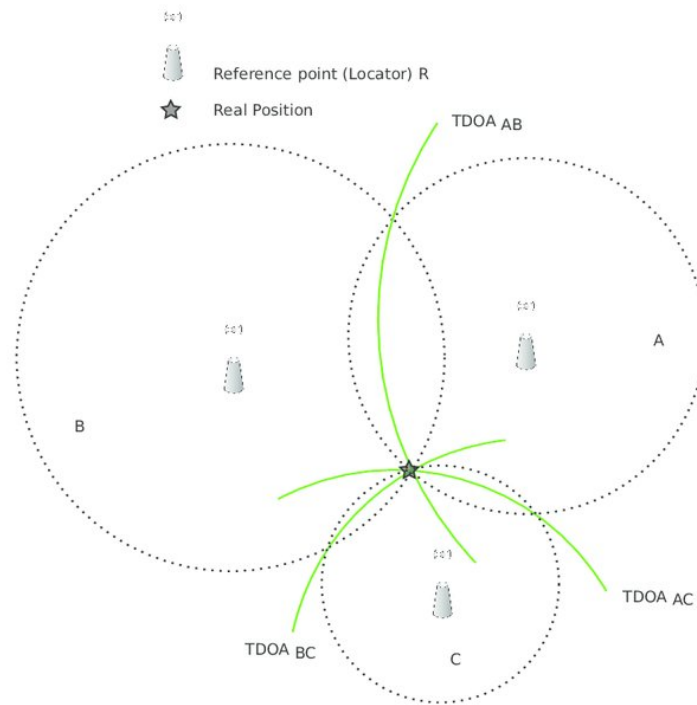 Reference point (Locator) R
Real Position
TDOA AB
A
B
TDOA AC
TDOA BC
C